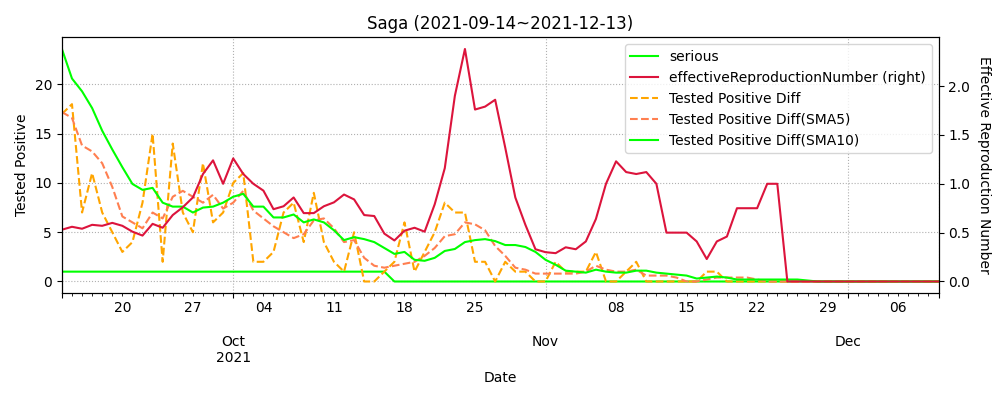 Saga (2021-09-14~2021-12-13)
serious
effectiveReproductionNumber (right)
Tested Positive Diff
Tested Positive Diff(SMA5)
Tested Positive Diff(SMA10)
Tested Positive
20
15
10
5
0
Effective Reproduction Number
2.0
1.5
1.0
0.5
0.0
20 27 04 11 18 25 08 15 22 29 06
Oct Nov Dec
2021
Date